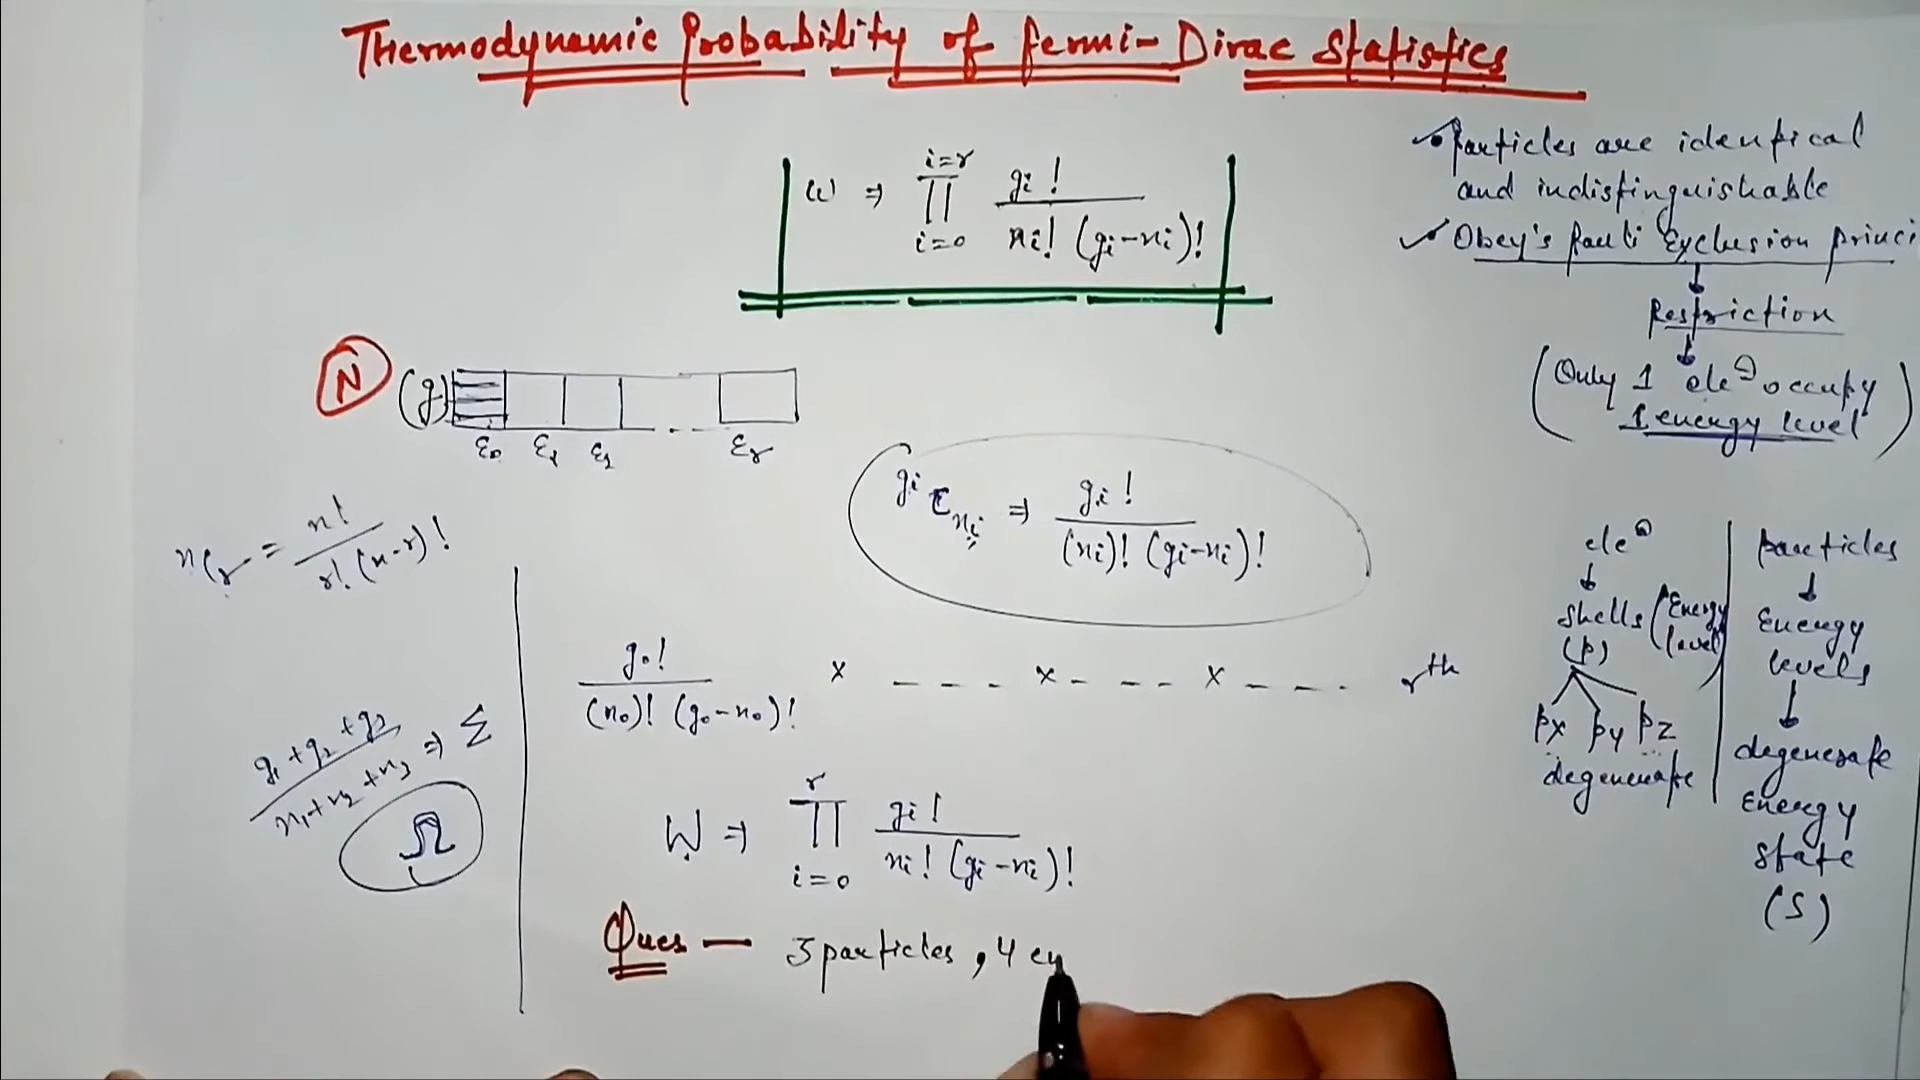 Thermodynamic Probability of fermi-Dirac Statistics
i=r
ω ⇒ ∏ gi! / ni! (gi-ni)!
i=0
Particles are identical
and indistinguishable
Obey's Pauli Exclusion princi
Restriction
(Only 1 ele^n occupy
1 energy level)
N (g)
ε0 ε1 ε2 εr
nCr = n! / r! (n-r)!
gi C ni ⇒ gi! / (ni)! (gi-ni)!
g0! / (n0)! (g0-n0)! x - - - x - - - x - - - rth
g1+g2+g3 / n1+n2+n3 ⇒ Σ
Ω
r
W ⇒ ∏ gi! / ni! (gi-ni)!
i=0
Ques — 3 particles, 4 en
ele^n
shells (Energy level)
(p)
px py pz
degenerate
particles
Energy
levels
degenerate
Energy
state
(S)